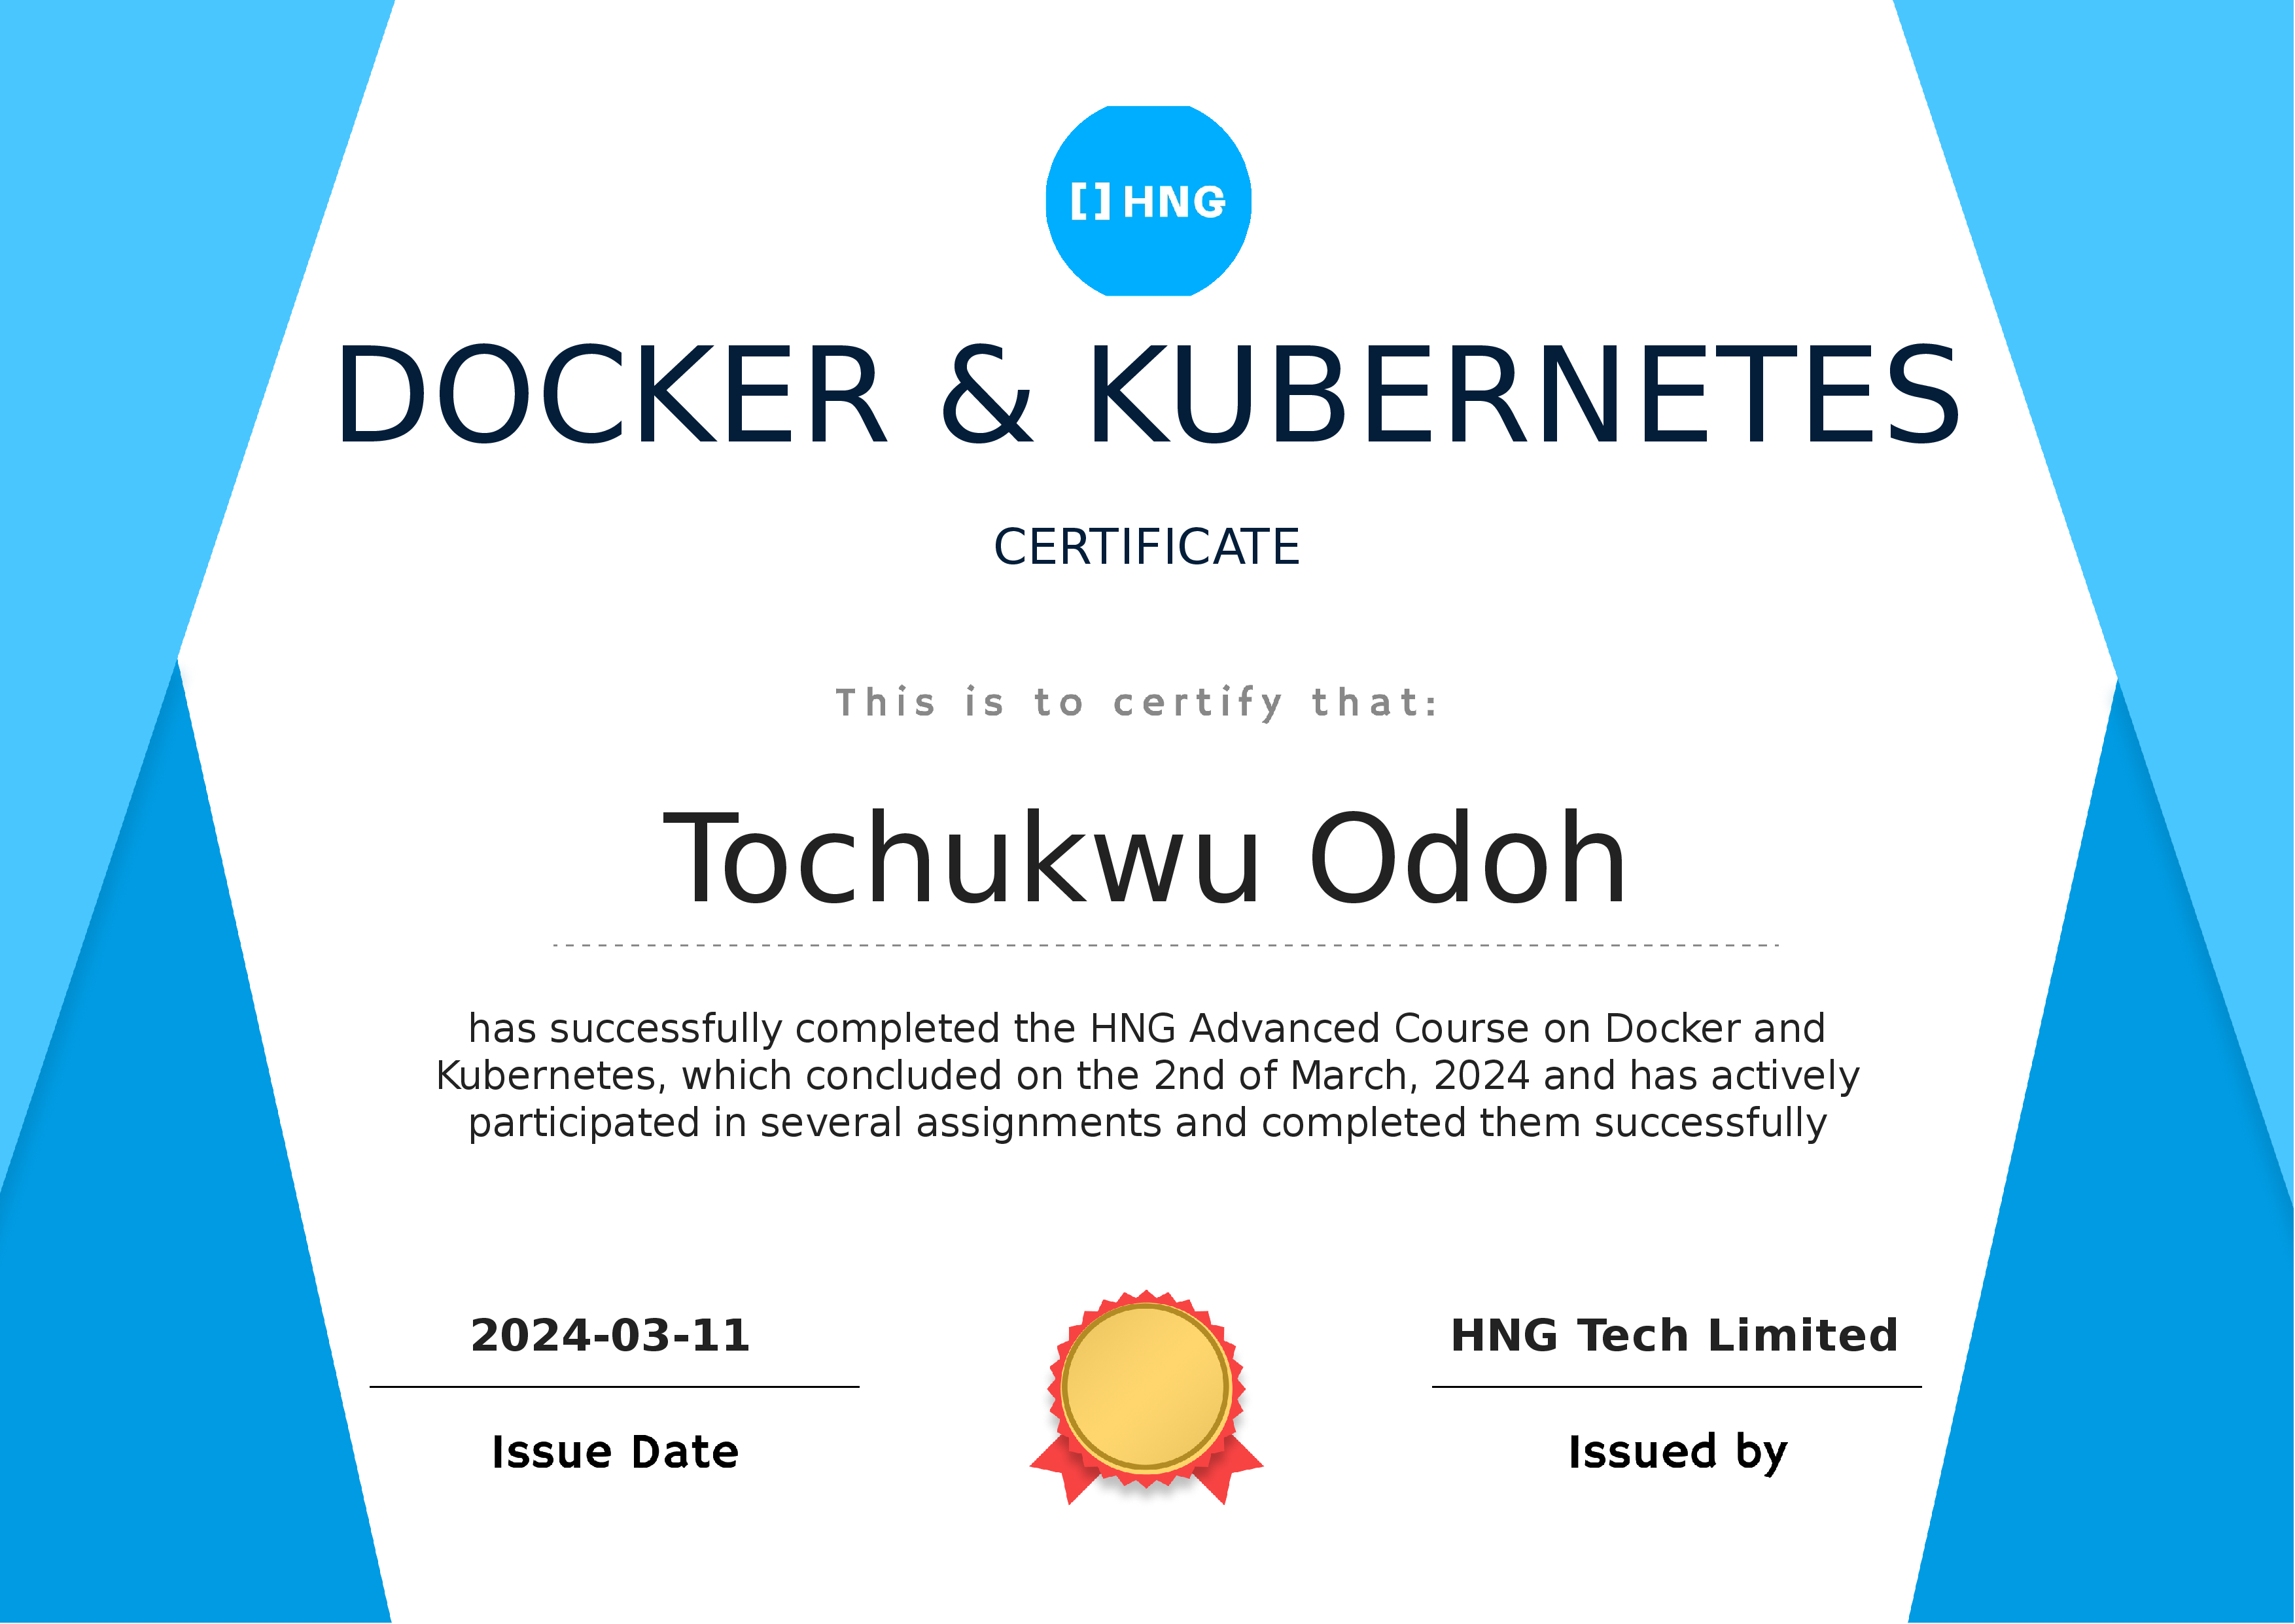 [] HNG
DOCKER & KUBERNETES
CERTIFICATE
This is to certify that:
Tochukwu Odoh
has successfully completed the HNG Advanced Course on Docker and
Kubernetes, which concluded on the 2nd of March, 2024 and has actively
participated in several assignments and completed them successfully
2024-03-11
Issue Date
HNG Tech Limited
Issued by